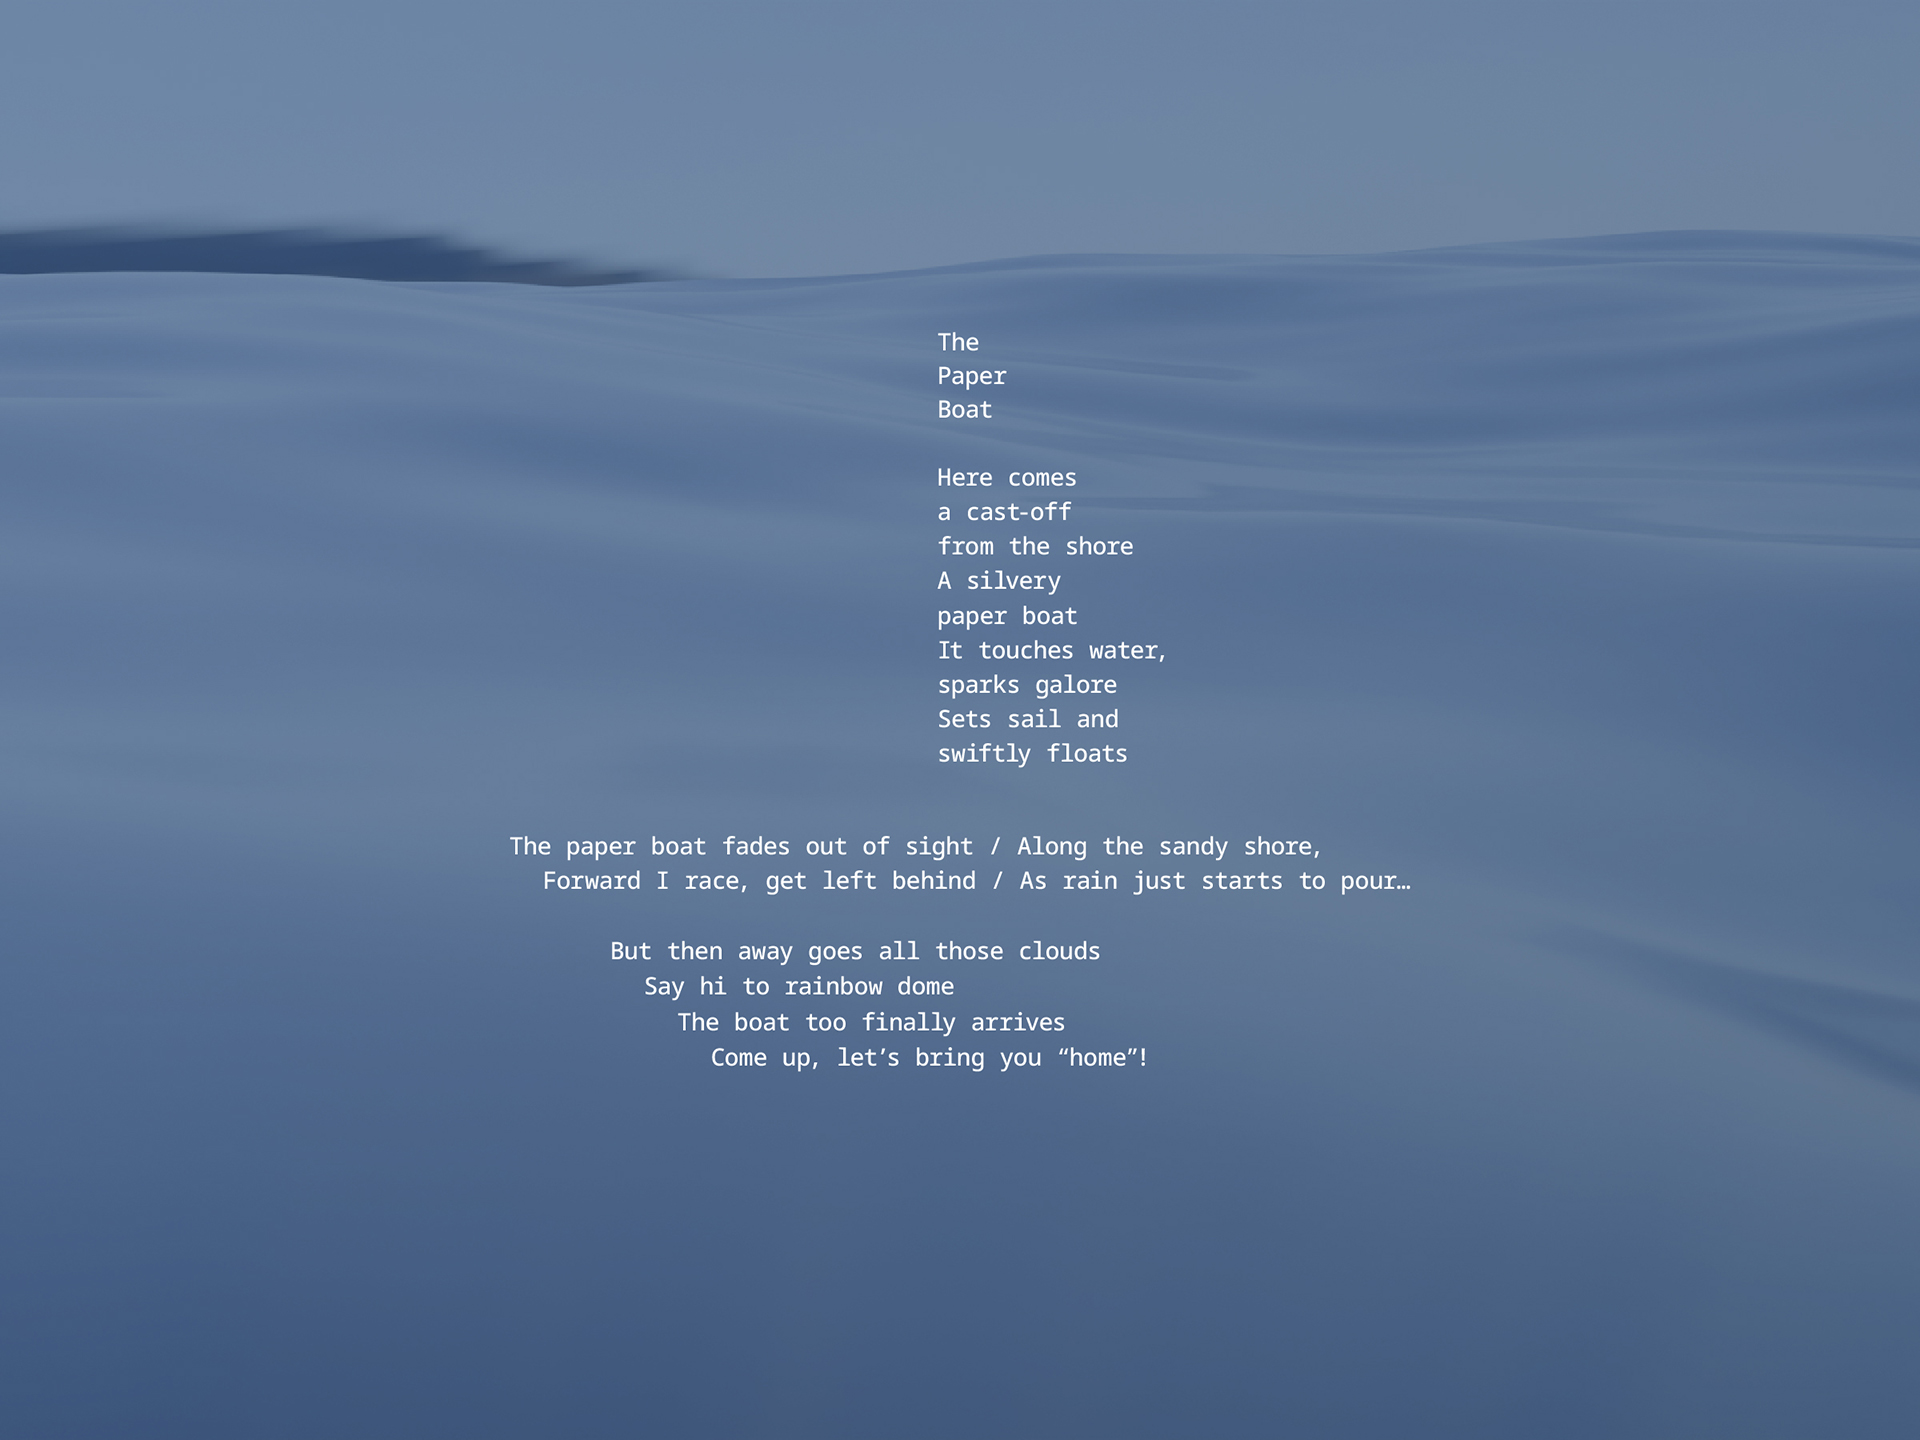 The
Paper
Boat
Here comes
a cast-off
from the shore
A silvery
paper boat
It touches water,
sparks galore
Sets sail and
swiftly floats
The paper boat fades out of sight / Along the sandy shore,
Forward I race, get left behind / As rain just starts to pour…
But then away goes all those clouds
Say hi to rainbow dome
The boat too finally arrives
Come up, let’s bring you “home”!